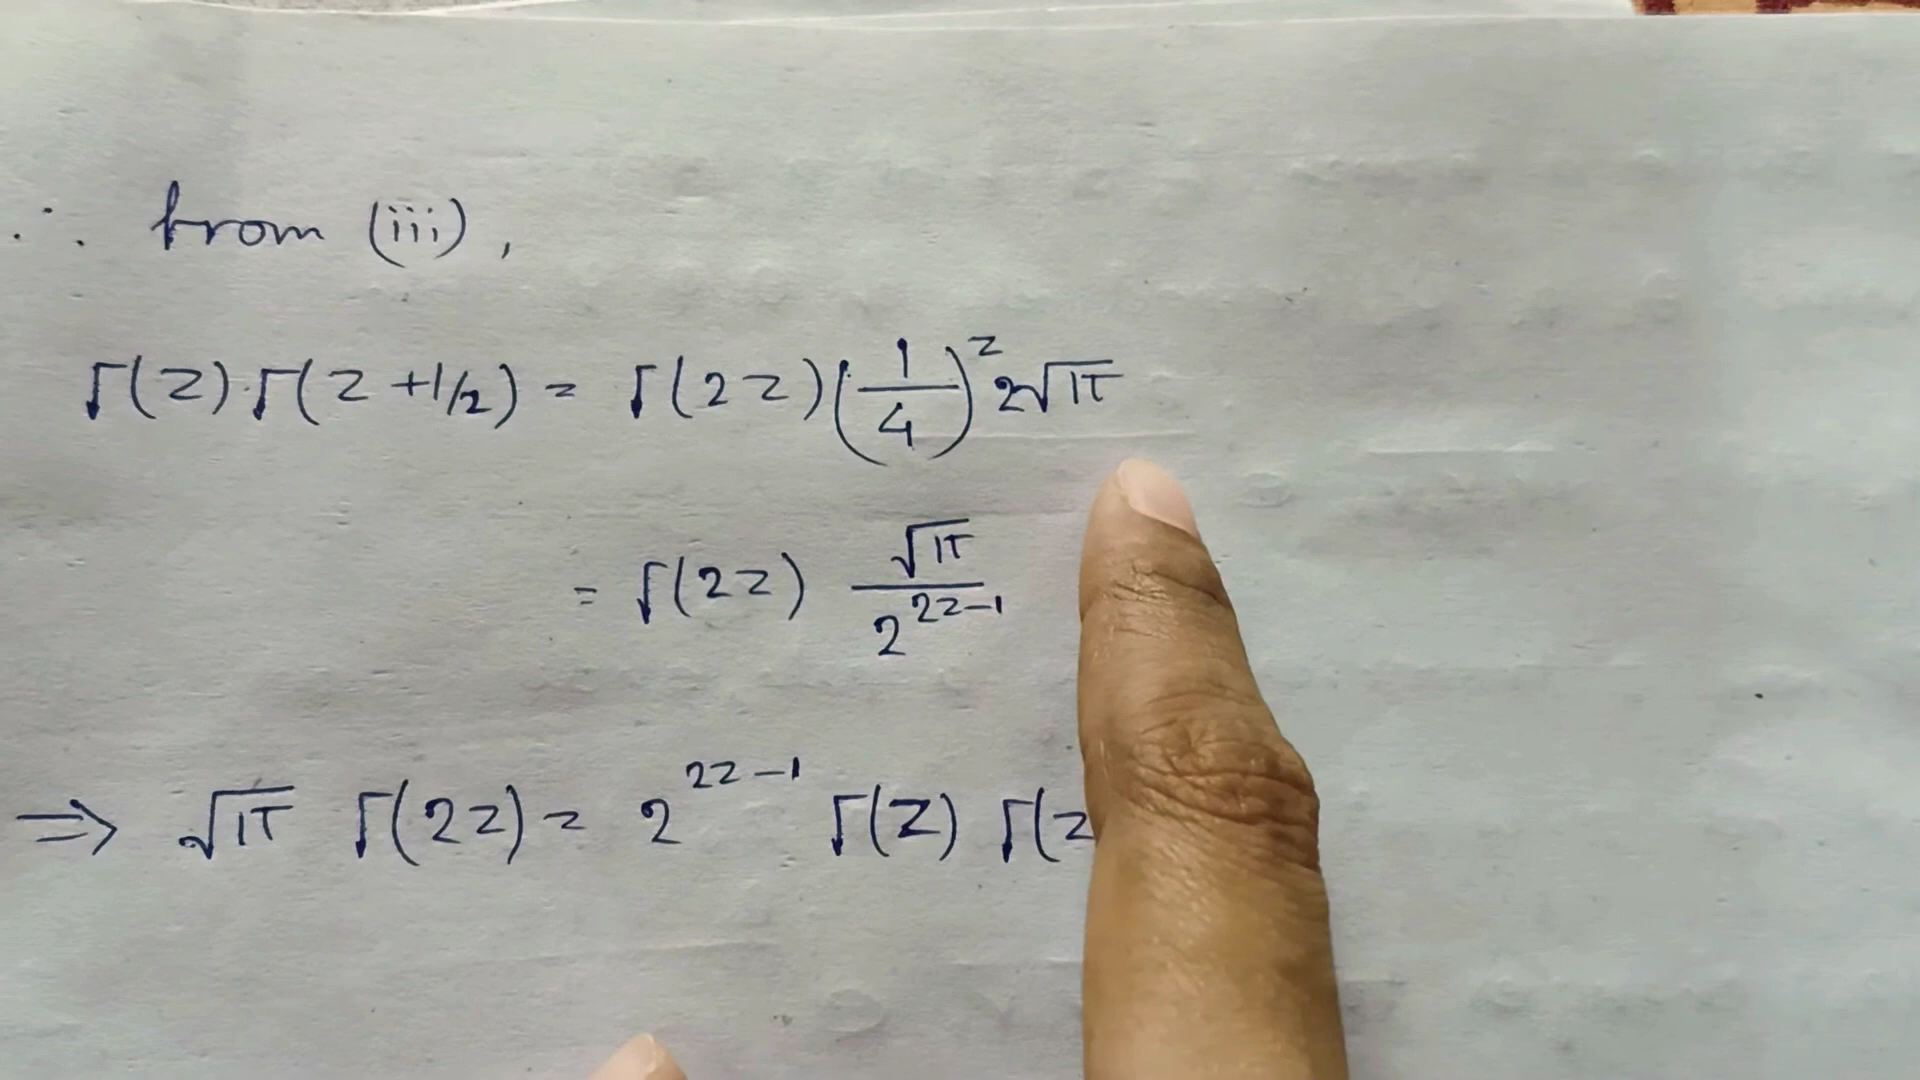 ∴ from (iii),
Γ(z)·Γ(z+1/2) = Γ(2z)(1/4)^z 2√π
= Γ(2z) √π / 2^(2z-1)
⇒ √π Γ(2z) = 2^(2z-1) Γ(z) Γ(z